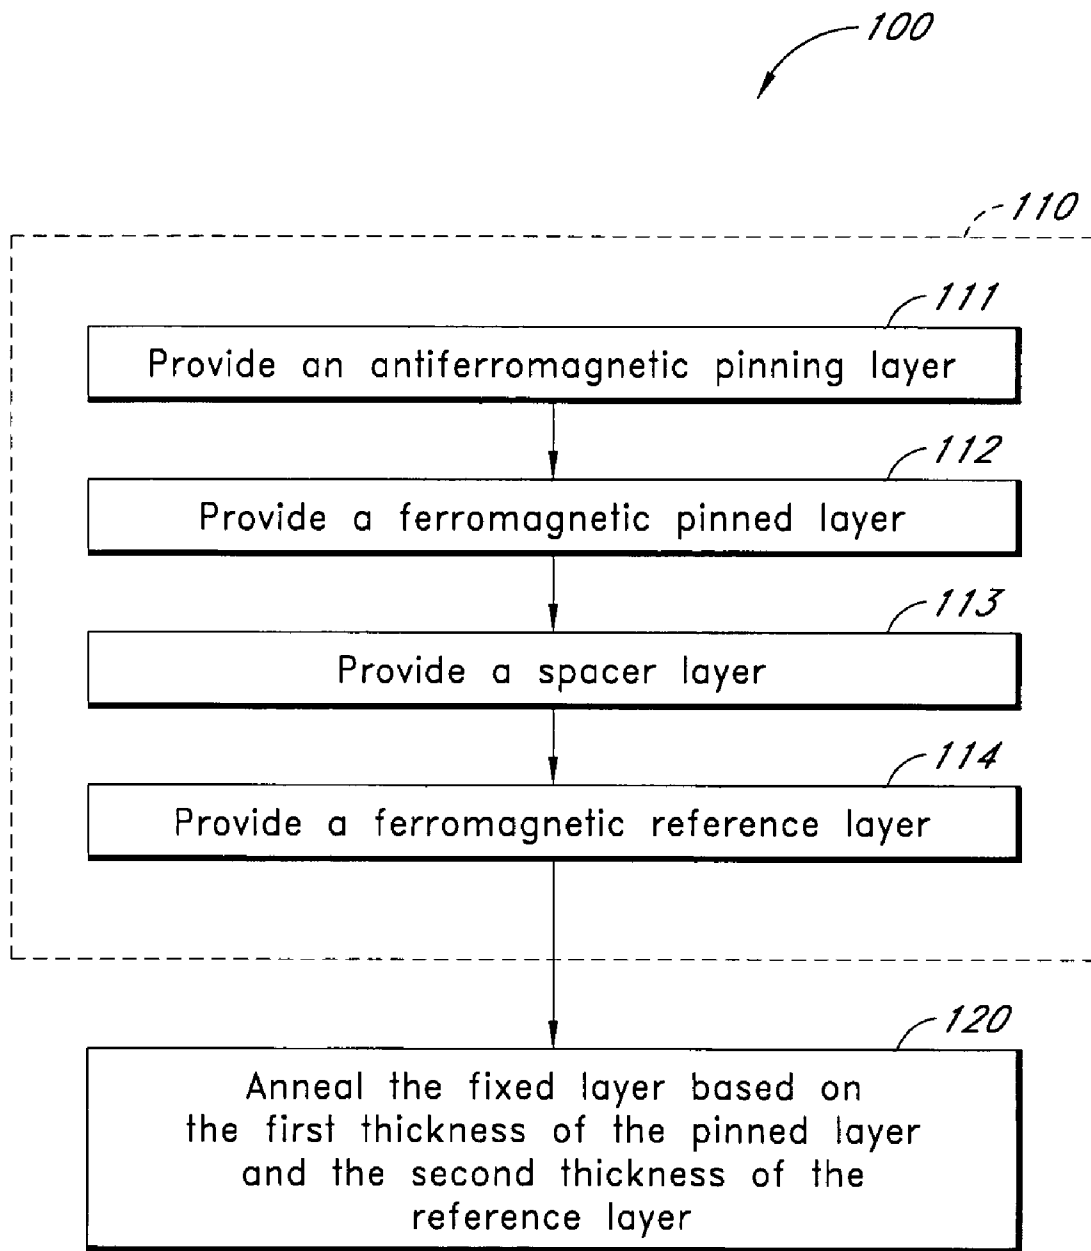 100
110
111
Provide an antiferromagnetic pinning layer
112
Provide a ferromagnetic pinned layer
113
Provide a spacer layer
114
Provide a ferromagnetic reference layer
120
Anneal the fixed layer based on
the first thickness of the pinned layer
and the second thickness of the
reference layer